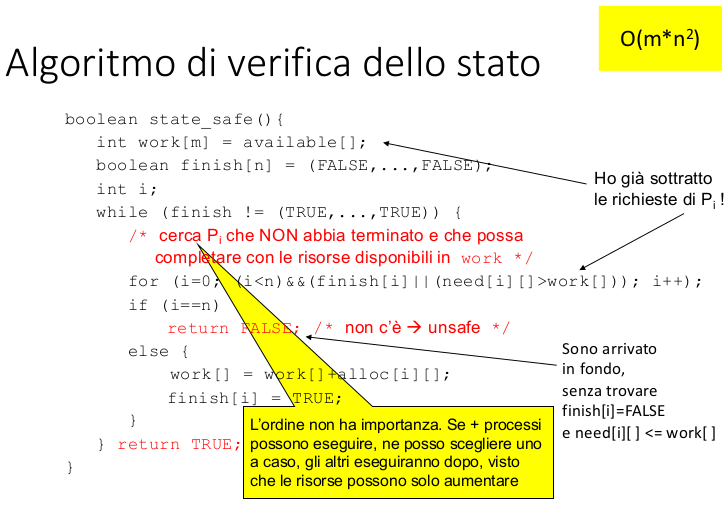 O(m*n²)
Algoritmo di verifica dello stato
boolean state_safe(){
int work[m] = available[];
boolean finish[n] = (FALSE,...,FALSE);
int i;
while (finish != (TRUE,...,TRUE)) {
/* cerca Pi che NON abbia terminato e che possa
completare con le risorse disponibili in work */
for (i=0; (i<n)&&(finish[i]||(need[i][]>work[])); i++);
if (i==n)
return FALSE; /* non c'è → unsafe */
else {
work[] = work[]+alloc[i][];
finish[i] = TRUE;
}
} return TRUE;
}
Ho già sottratto
le richieste di Pi !
Sono arrivato
in fondo,
senza trovare
finish[i]=FALSE
e need[i][ ] <= work[ ]
L'ordine non ha importanza. Se + processi
possono eseguire, ne posso scegliere uno
a caso, gli altri eseguiranno dopo, visto
che le risorse possono solo aumentare